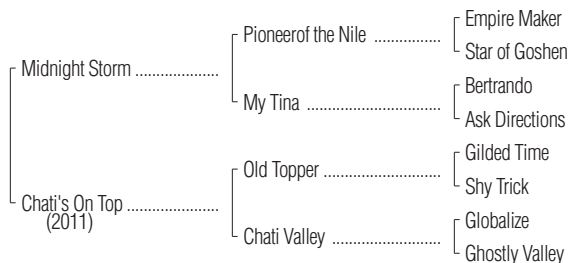 Empire Maker
Pioneerof the Nile ................
Star of Goshen
Midnight Storm ...................
Bertrando
My Tina ................................
Ask Directions
Gilded Time
Old Topper ............................
Shy Trick
Chati's On Top .....................
(2011)
Globalize
Chati Valley ..........................
Ghostly Valley